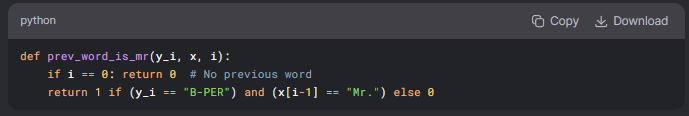 python
Copy
Download
def prev_word_is_mr(y_i, x, i):
    if i == 0: return 0  # No previous word
    return 1 if (y_i == "B-PER") and (x[i-1] == "Mr.") else 0